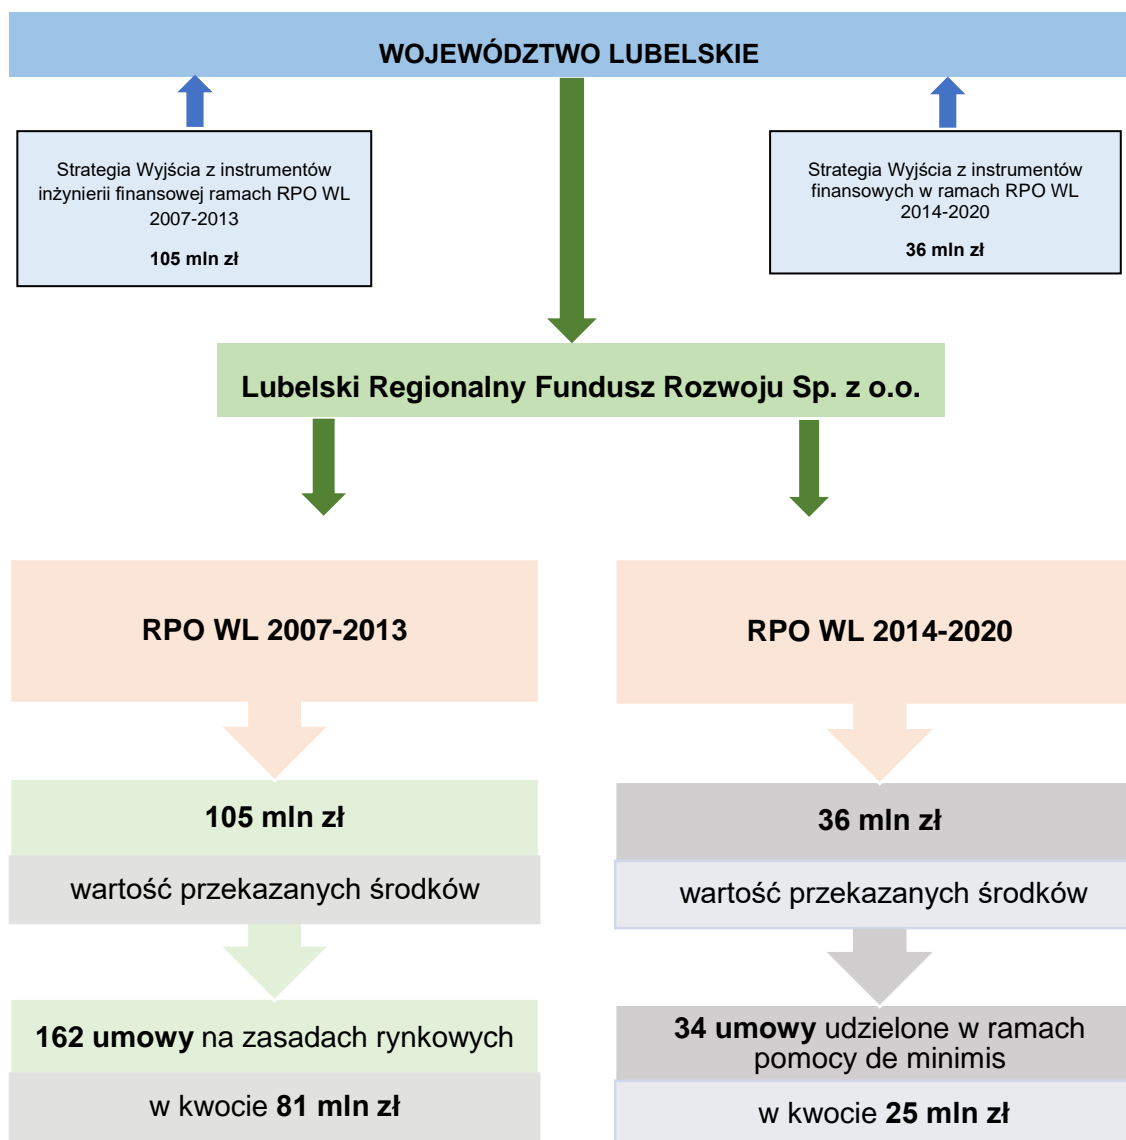 WOJEWÓDZTWO LUBELSKIE
Strategia Wyjścia z instrumentów
inżynierii finansowej ramach RPO WL
2007-2013
105 mln zł
Strategia Wyjścia z instrumentów
finansowych w ramach RPO WL
2014-2020
36 mln zł
Lubelski Regionalny Fundusz Rozwoju Sp. z o.o.
RPO WL 2007-2013
105 mln zł
wartość przekazanych środków
162 umowy na zasadach rynkowych
w kwocie 81 mln zł
RPO WL 2014-2020
36 mln zł
wartość przekazanych środków
34 umowy udzielone w ramach
pomocy de minimis
w kwocie 25 mln zł